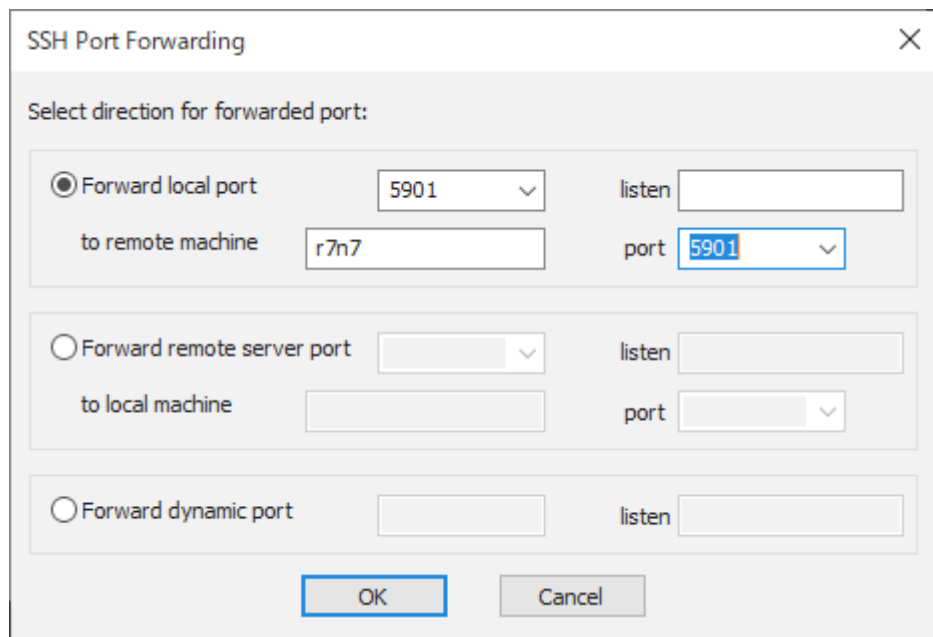 SSH Port Forwarding
Select direction for forwarded port:
Forward local port 5901 listen
to remote machine r7n7 port 5901
Forward remote server port listen
to local machine port
Forward dynamic port listen
OK Cancel